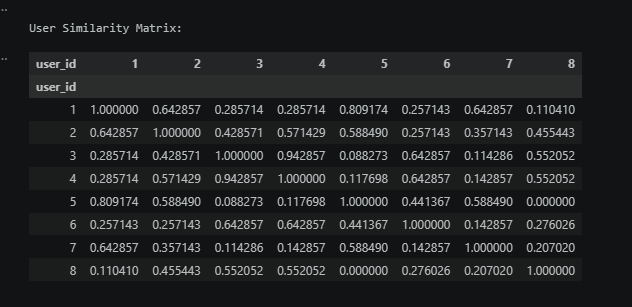 ..
User Similarity Matrix:
..
user_id 1 2 3 4 5 6 7 8
user_id
1 1.000000 0.642857 0.285714 0.285714 0.809174 0.257143 0.642857 0.110410
2 0.642857 1.000000 0.428571 0.571429 0.588490 0.257143 0.357143 0.455443
3 0.285714 0.428571 1.000000 0.942857 0.088273 0.642857 0.114286 0.552052
4 0.285714 0.571429 0.942857 1.000000 0.117698 0.642857 0.142857 0.552052
5 0.809174 0.588490 0.088273 0.117698 1.000000 0.441367 0.588490 0.000000
6 0.257143 0.257143 0.642857 0.642857 0.441367 1.000000 0.142857 0.276026
7 0.642857 0.357143 0.114286 0.142857 0.588490 0.142857 1.000000 0.207020
8 0.110410 0.455443 0.552052 0.552052 0.000000 0.276026 0.207020 1.000000